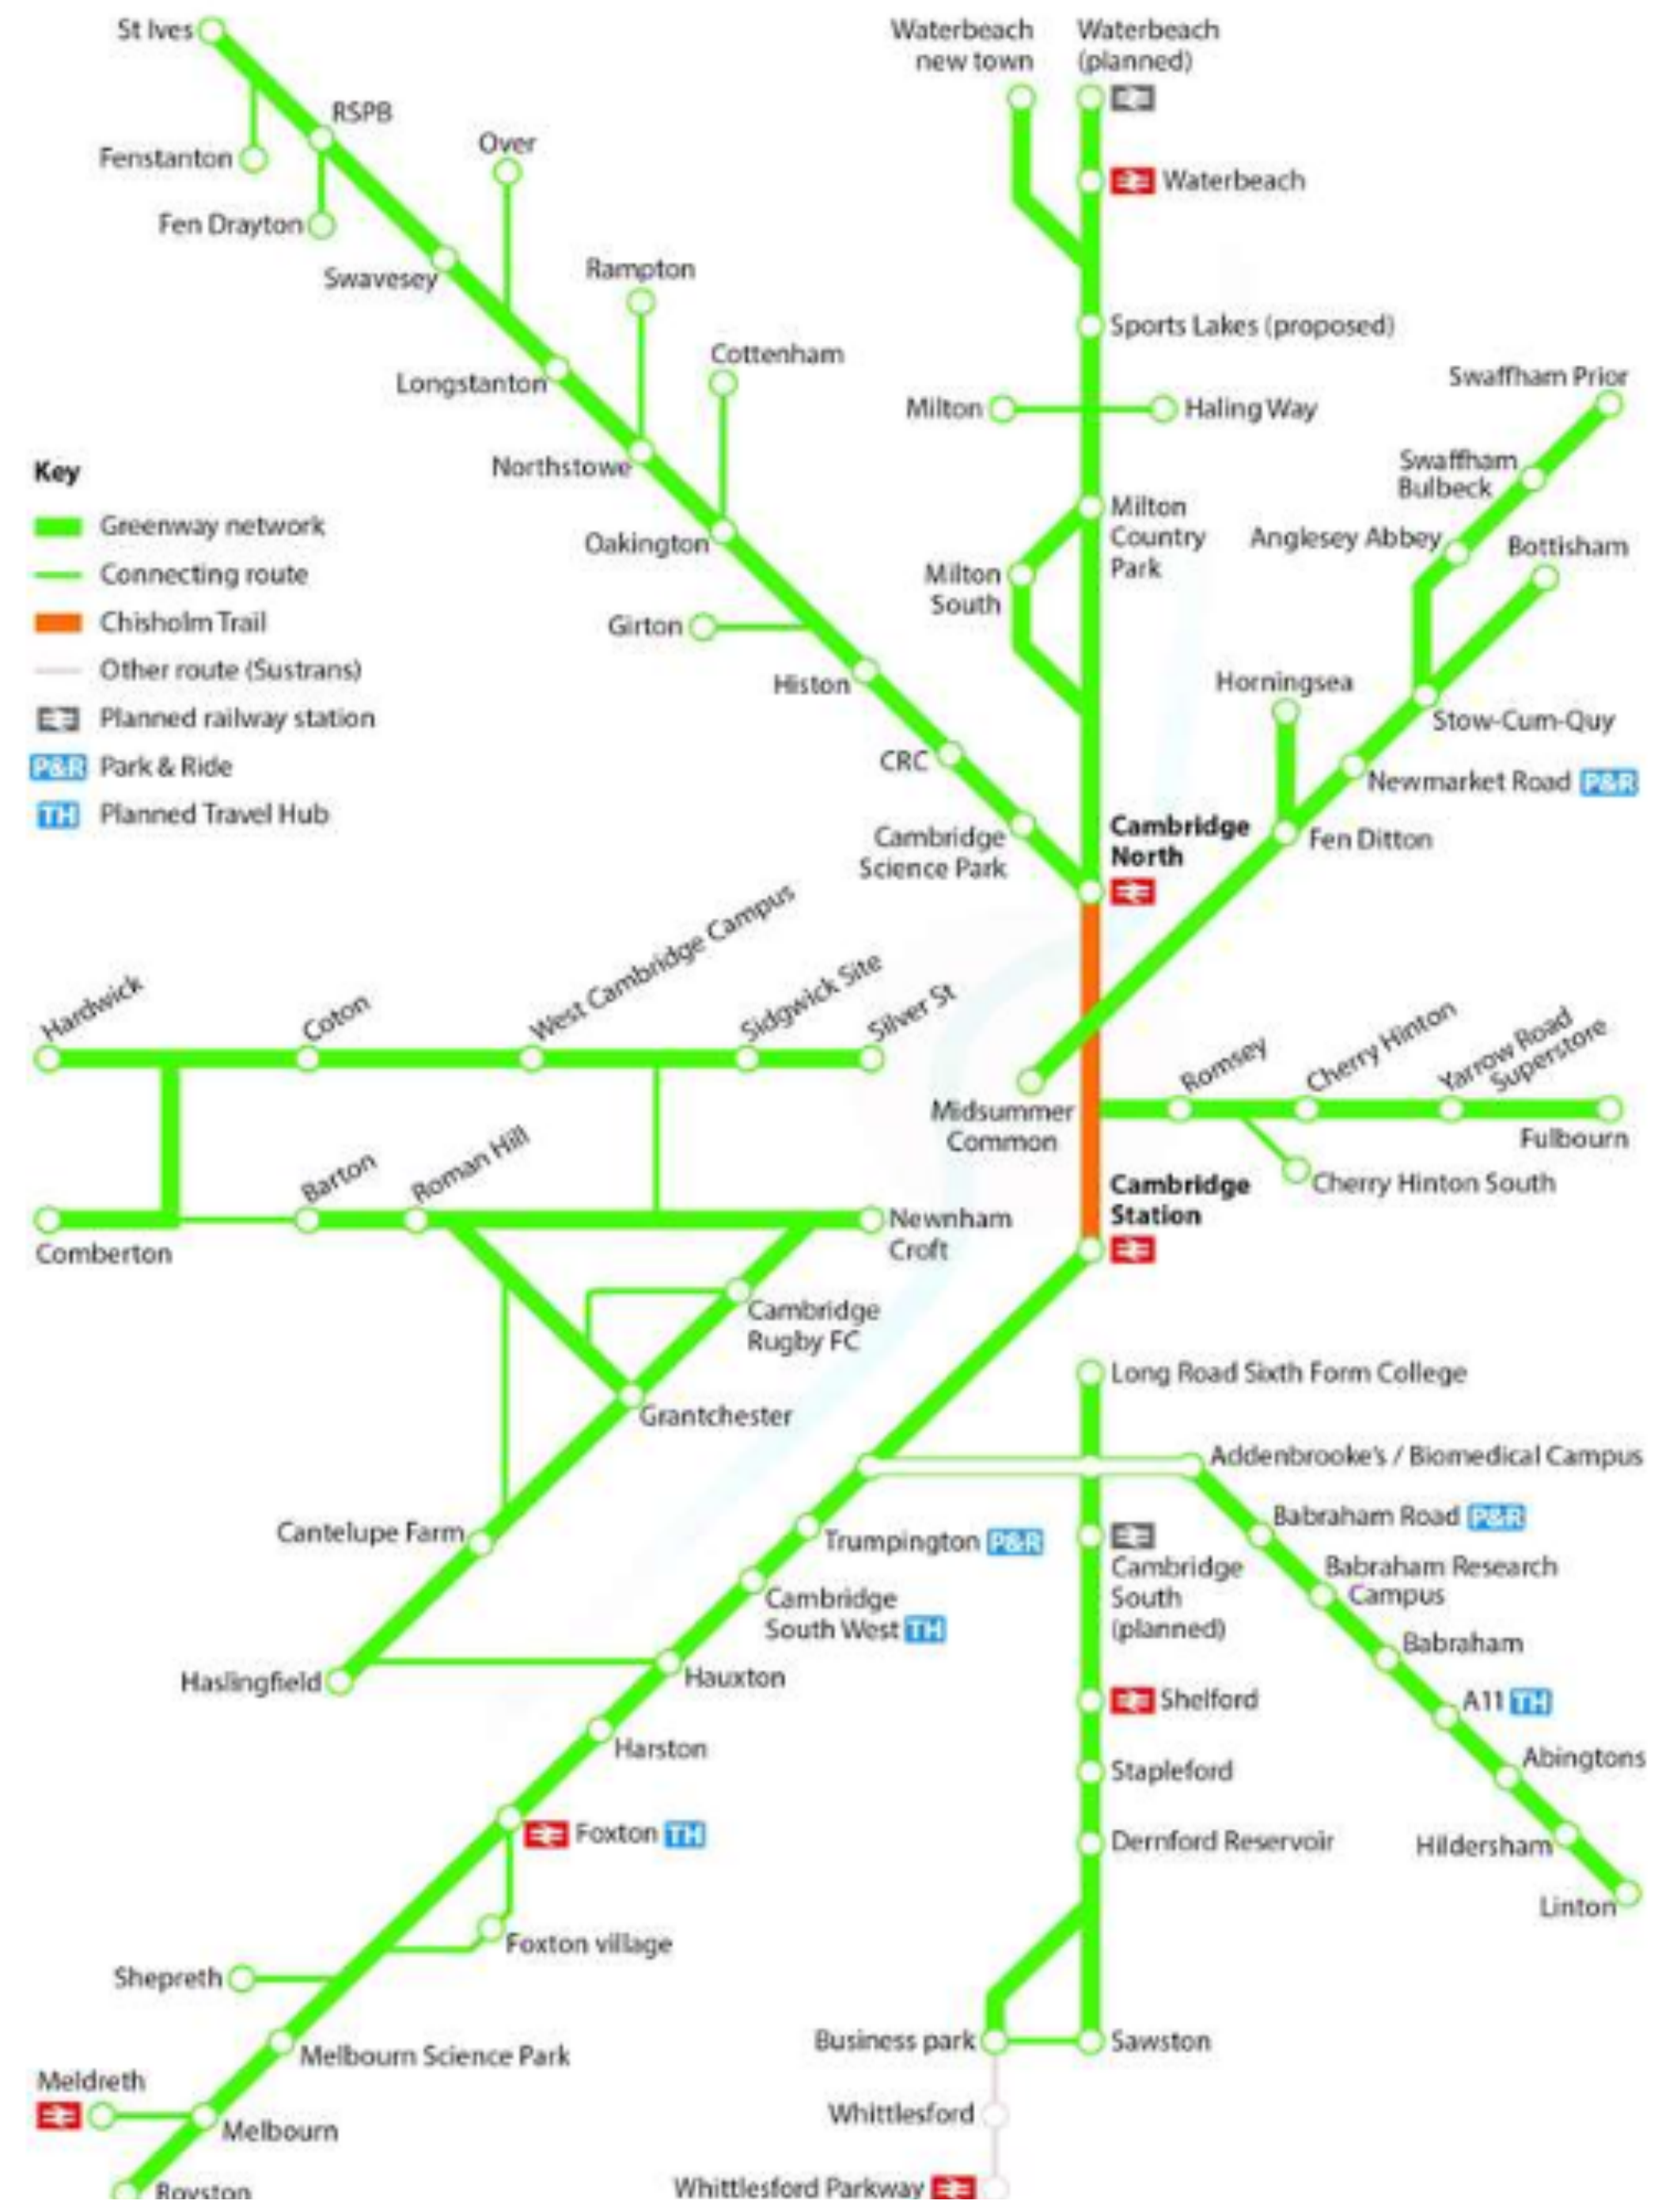 St Ives
Waterbeach
new town
Waterbeach
(planned)
RSPB
Over
Fenstanton
Waterbeach
Fen Drayton
Swavesey
Rampton
Sports Lakes (proposed)
Cottenham
Longstanton
Swaffham Prior
Milton
Haling Way
Northstowe
Swaffham
Bulbeck
Key
Greenway network
Connecting route
Chisholm Trail
Other route (Sustrans)
Planned railway station
P&R Park & Ride
TH Planned Travel Hub
Oakington
Milton
Country
Park
Anglesey Abbey
Bottisham
Milton
South
Girton
Histon
Horningsea
Stow-Cum-Quy
CRC
Newmarket Road P&R
Cambridge
Science Park
Cambridge
North
Fen Ditton
Hardwick
Coton
West Cambridge Campus
Sidgwick Site
Silver St
Midsummer
Common
Romsey
Cherry Hinton
Yarrow Road
Superstore
Fulbourn
Cherry Hinton South
Barton
Roman Hill
Comberton
Newnham
Croft
Cambridge
Station
Cambridge
Rugby FC
Grantchester
Long Road Sixth Form College
Addenbrooke's / Biomedical Campus
Cantelupe Farm
Trumpington P&R
Babraham Road P&R
Cambridge
South
(planned)
Babraham Research
Campus
Cambridge
South West TH
Babraham
Haslingfield
Hauxton
Shelford
A11 TH
Harston
Stapleford
Abingtons
Foxton TH
Dernford Reservoir
Hildersham
Linton
Foxton village
Shepreth
Melbourn Science Park
Business park
Sawston
Meldreth
Melbourn
Whittlesford
Royston
Whittlesford Parkway